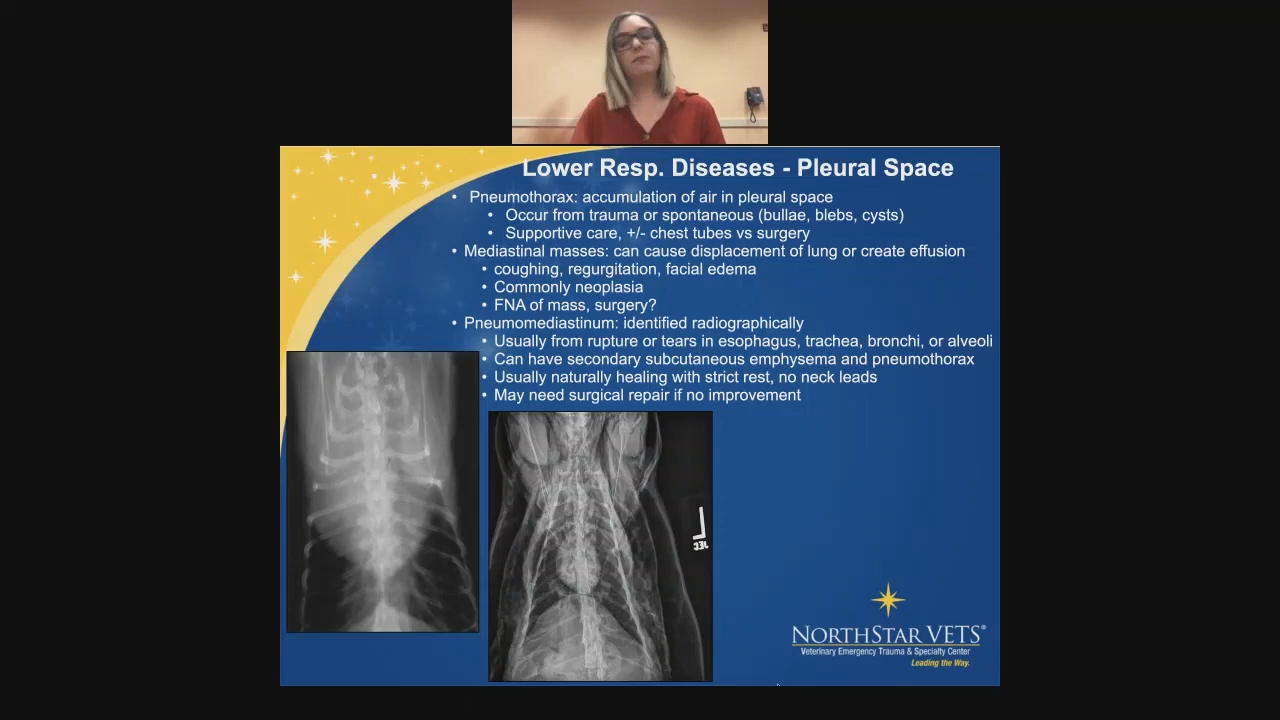 Lower Resp. Diseases - Pleural Space
• Pneumothorax: accumulation of air in pleural space
• Occur from trauma or spontaneous (bullae, blebs, cysts)
• Supportive care, +/- chest tubes vs surgery
• Mediastinal masses: can cause displacement of lung or create effusion
• coughing, regurgitation, facial edema
• Commonly neoplasia
• FNA of mass, surgery?
• Pneumomediastinum: identified radiographically
• Usually from rupture or tears in esophagus, trachea, bronchi, or alveoli
• Can have secondary subcutaneous emphysema and pneumothorax
• Usually naturally healing with strict rest, no neck leads
• May need surgical repair if no improvement
L
NORTHSTAR VETS®
Veterinary Emergency Trauma & Specialty Center
Leading the Way.